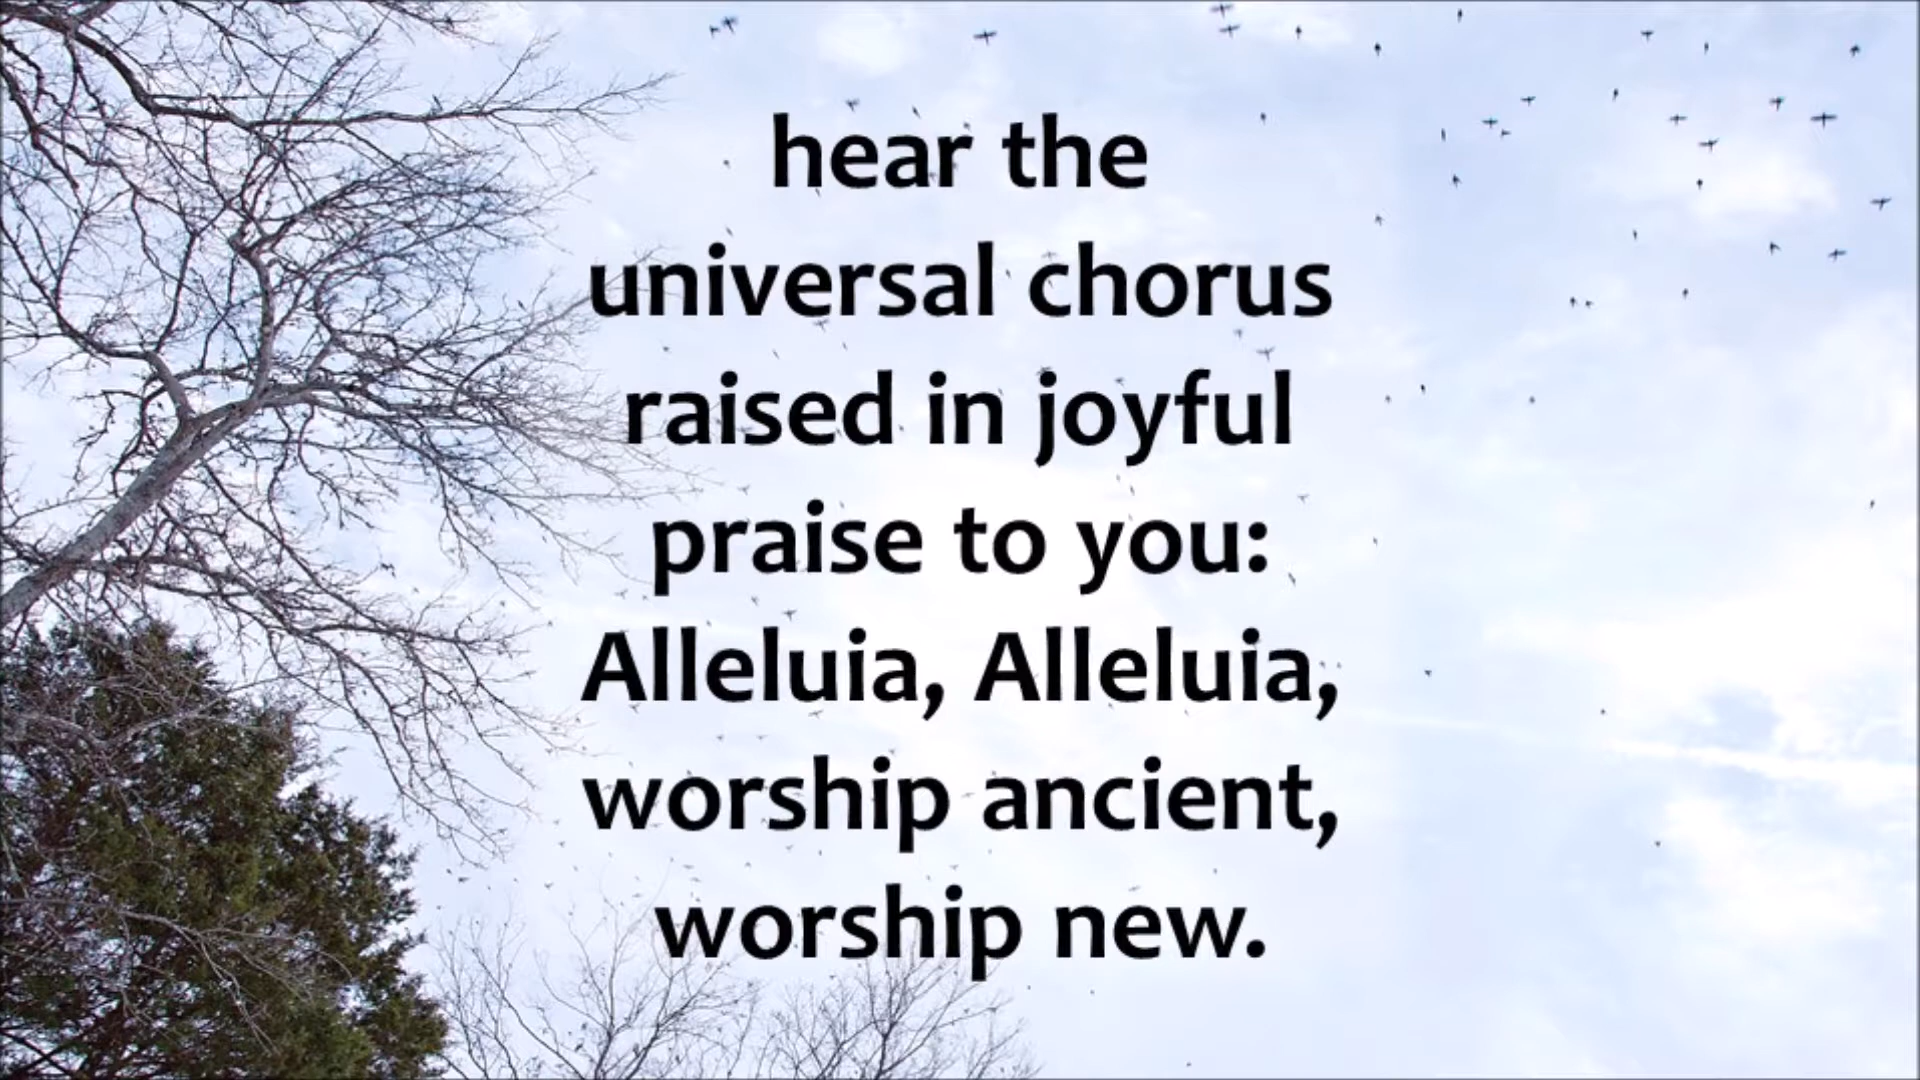 hear the
universal chorus
raised in joyful
praise to you:
Alleluia, Alleluia,
worship ancient,
worship new.